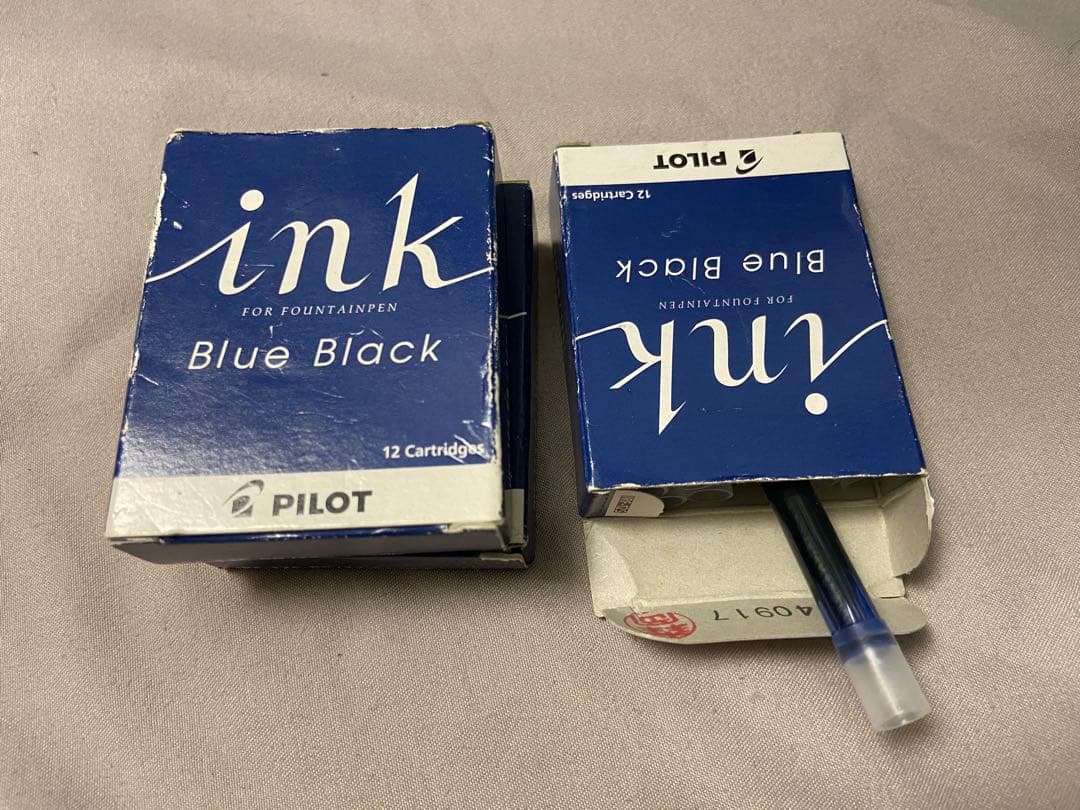 ink
FOR FOUNTAINPEN
Blue Black
12 Cartridges
PILOT
PILOT
12 Cartridges
Blue Black
FOR FOUNTAINPEN
ink
40917